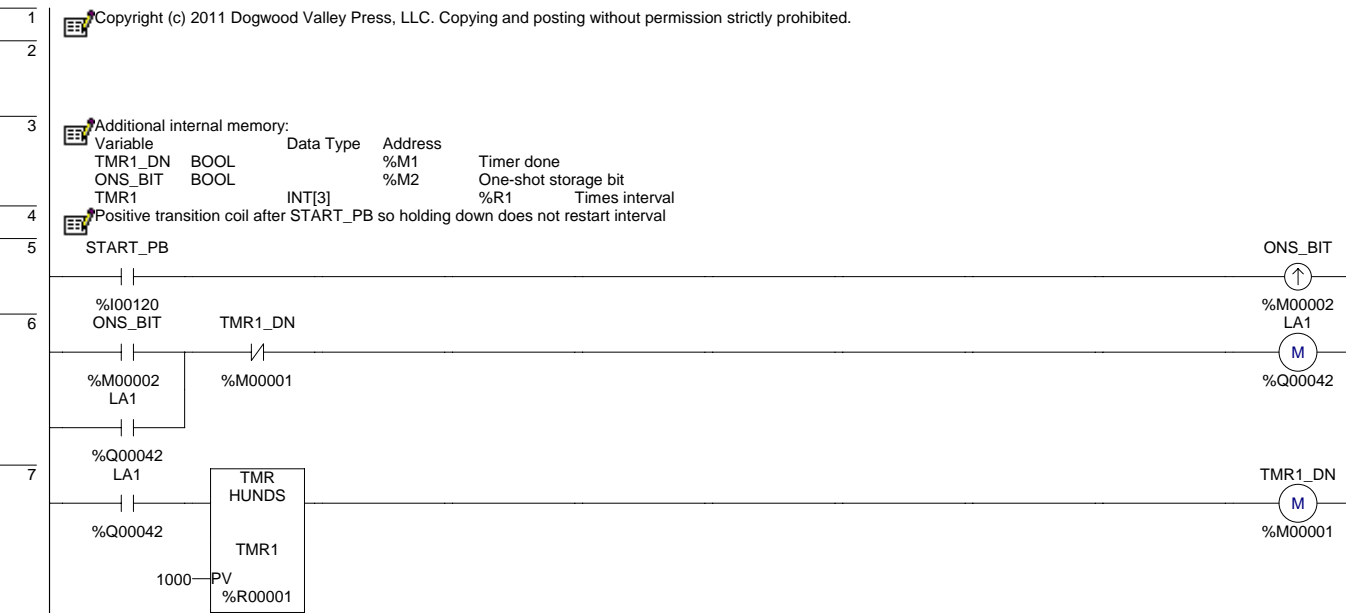 1 Copyright (c) 2011 Dogwood Valley Press, LLC. Copying and posting without permission strictly prohibited.
2
3 Additional internal memory:
Variable Data Type Address
TMR1_DN BOOL %M1 Timer done
ONS_BIT BOOL %M2 One-shot storage bit
TMR1 INT[3] %R1 Times interval
4 Positive transition coil after START_PB so holding down does not restart interval
5 START_PB ONS_BIT
%I00120 %M00002
6 ONS_BIT TMR1_DN LA1
M
%M00002 %M00001 %Q00042
LA1
%Q00042
7 LA1 TMR TMR1_DN
HUNDS
M
%Q00042 %M00001
TMR1
1000 PV
%R00001